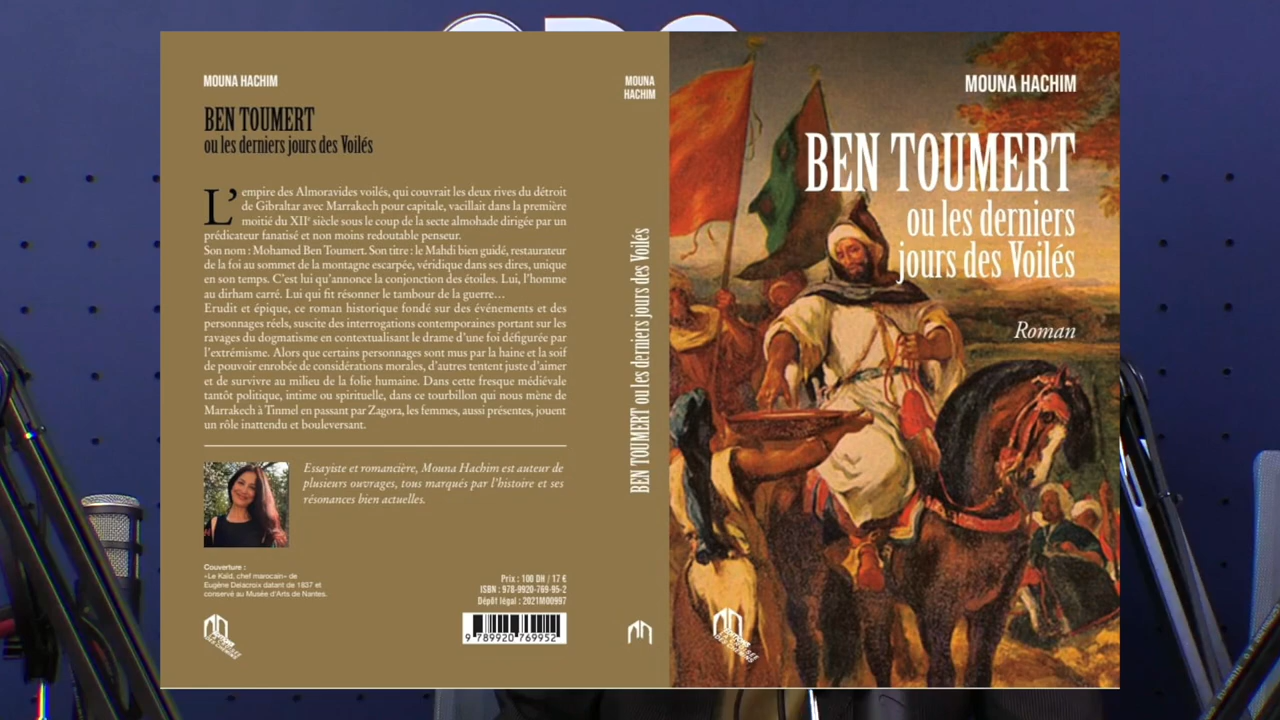 MOUNA HACHIM
BEN TOUMERT
ou les derniers jours des Voilés
L'empire des Almoravides voilés, qui couvrait les deux rives du détroit
de Gibraltar avec Marrakech pour capitale, vacillait dans la première
moitié du XIIe siècle sous le coup de la secte almohade dirigée par un
prédicateur fanatisé et non moins redoutable penseur.
Son nom : Mohamed Ben Toumert. Son titre : le Mahdi bien guidé, restaurateur
de la foi au sommet de la montagne escarpée, véridique dans ses dires, unique
en son temps. C'est lui qu'annonce la conjonction des étoiles. Lui, l'homme
au dirham carré. Lui qui fit résonner le tambour de la guerre…
Erudit et épique, ce roman historique fondé sur des événements et des
personnages réels, suscite des interrogations contemporaines portant sur les
ravages du dogmatisme en contextualisant le drame d'une foi défigurée par
l'extrémisme. Alors que certains personnages sont mus par la haine et la soif
de pouvoir enrobée de considérations morales, d'autres tentent juste d'aimer
et de survivre au milieu de la folie humaine. Dans cette fresque médiévale
tantôt politique, intime ou spirituelle, dans ce tourbillon qui nous mène de
Marrakech à Tinmel en passant par Zagora, les femmes, aussi présentes, jouent
un rôle inattendu et bouleversant.
Essayiste et romancière, Mouna Hachim est auteur de
plusieurs ouvrages, tous marqués par l'histoire et ses
résonances bien actuelles.
Couverture :
«Le Kaïd, chef marocain» de
Eugène Delacroix datant de 1837 et
conservé au Musée d'Arts de Nantes.
Prix : 100 DH / 17 €
ISBN : 978-9920-769-95-2
Dépôt légal : 2021M00997
9 789920 769952
MOUNA
HACHIM
BEN TOUMERT ou les derniers jours des Voilés
MOUNA HACHIM
BEN TOUMERT
ou les derniers
jours des Voilés
Roman